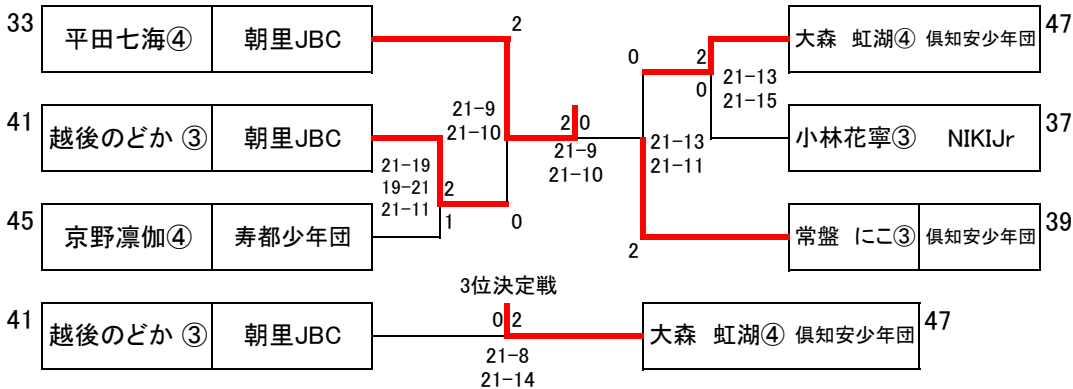 33 平田七海④ 朝里JBC 2
大森 虹湖④ 倶知安少年団 47
0 2
21-13
0
21-15
41 越後のどか ③ 朝里JBC
21-9
21-10
2 0
21-9
21-10
小林花寧③ NIKIJr 37
21-13
21-11
21-19
19-21
21-11
2
1
0
45 京野凛伽④ 寿都少年団
2
常盤 にこ③ 倶知安少年団 39
3位決定戦
41 越後のどか ③ 朝里JBC
0 2
21-8
21-14
大森 虹湖④ 倶知安少年団 47